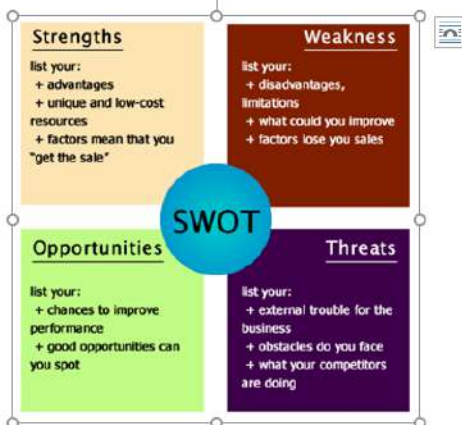 Strengths
list your:
+ advantages
+ unique and low-cost
resources
+ factors mean that you
"get the sale"
Weakness
list your:
+ disadvantages,
limitations
+ what could you improve
+ factors lose you sales
SWOT
Opportunities
list your:
+ chances to improve
performance
+ good opportunities can
you spot
Threats
list your:
+ external trouble for the
business
+ obstacles do you face
+ what your competitors
are doing